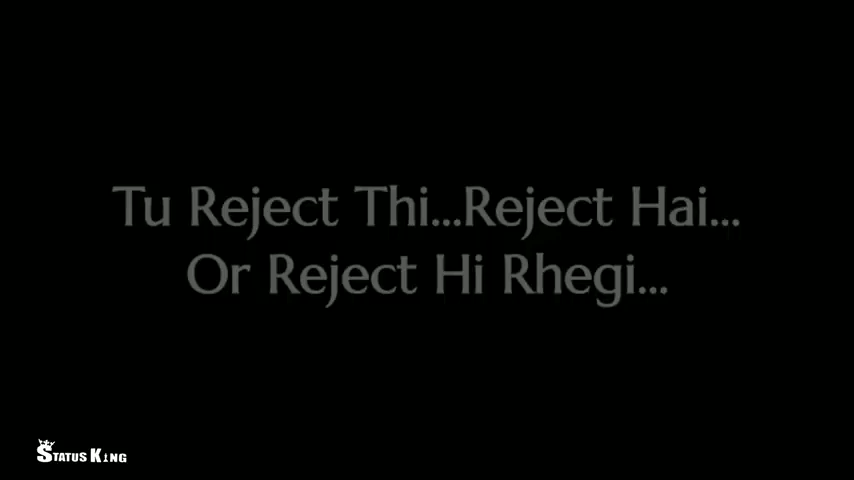 Tu Reject Thi...Reject Hai...
Or Reject Hi Rhegi...
STATUS KING